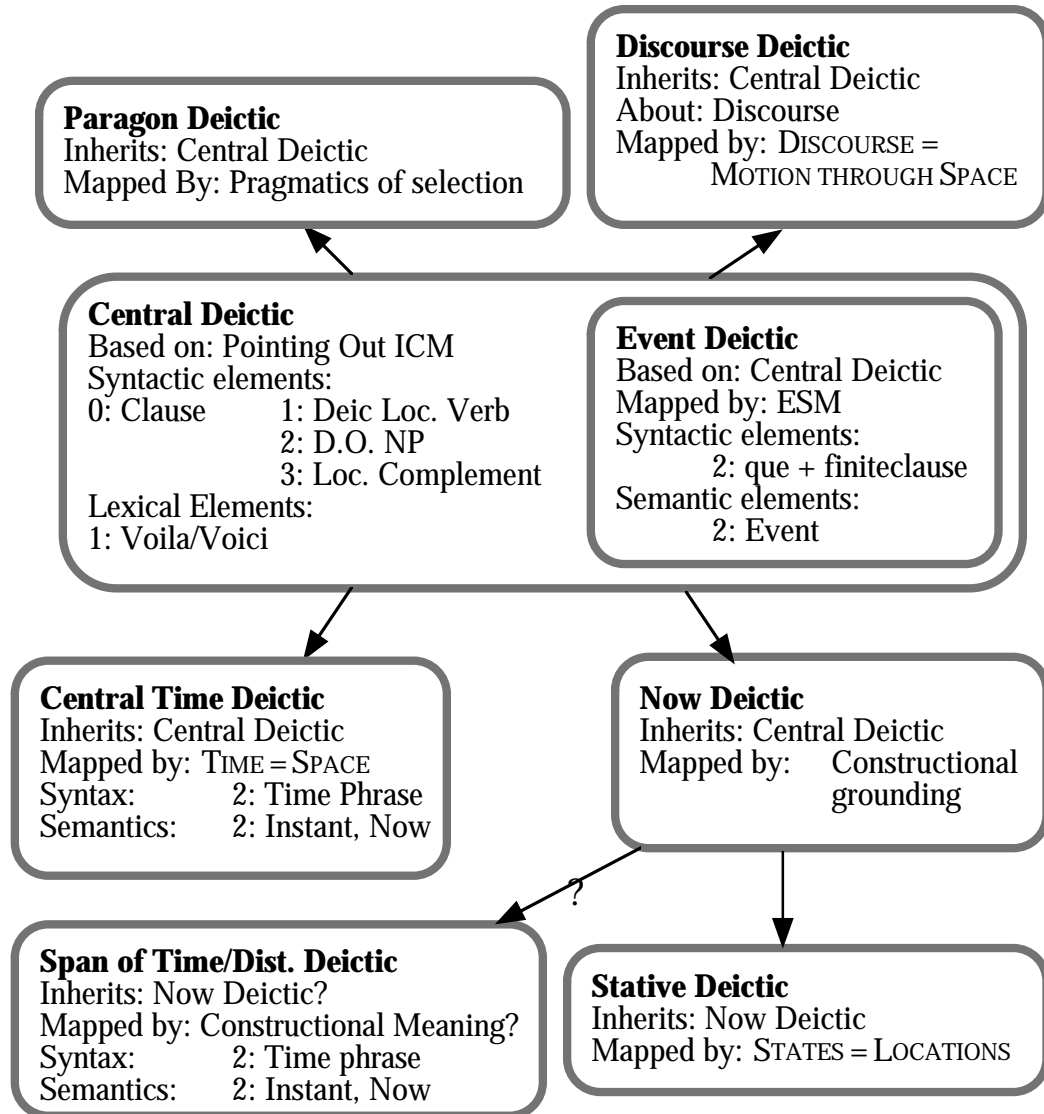 Paragon Deictic
Inherits: Central Deictic
Mapped By: Pragmatics of selection
Discourse Deictic
Inherits: Central Deictic
About: Discourse
Mapped by: DISCOURSE =
MOTION THROUGH SPACE
Central Deictic
Based on: Pointing Out ICM
Syntactic elements:
0: Clause 1: Deic Loc. Verb
2: D.O. NP
3: Loc. Complement
Lexical Elements:
1: Voila/Voici
Event Deictic
Based on: Central Deictic
Mapped by: ESM
Syntactic elements:
2: que + finiteclause
Semantic elements:
2: Event
Central Time Deictic
Inherits: Central Deictic
Mapped by: TIME = SPACE
Syntax: 2: Time Phrase
Semantics: 2: Instant, Now
Now Deictic
Inherits: Central Deictic
Mapped by: Constructional
grounding
?
Span of Time/Dist. Deictic
Inherits: Now Deictic?
Mapped by: Constructional Meaning?
Syntax: 2: Time phrase
Semantics: 2: Instant, Now
Stative Deictic
Inherits: Now Deictic
Mapped by: STATES = LOCATIONS